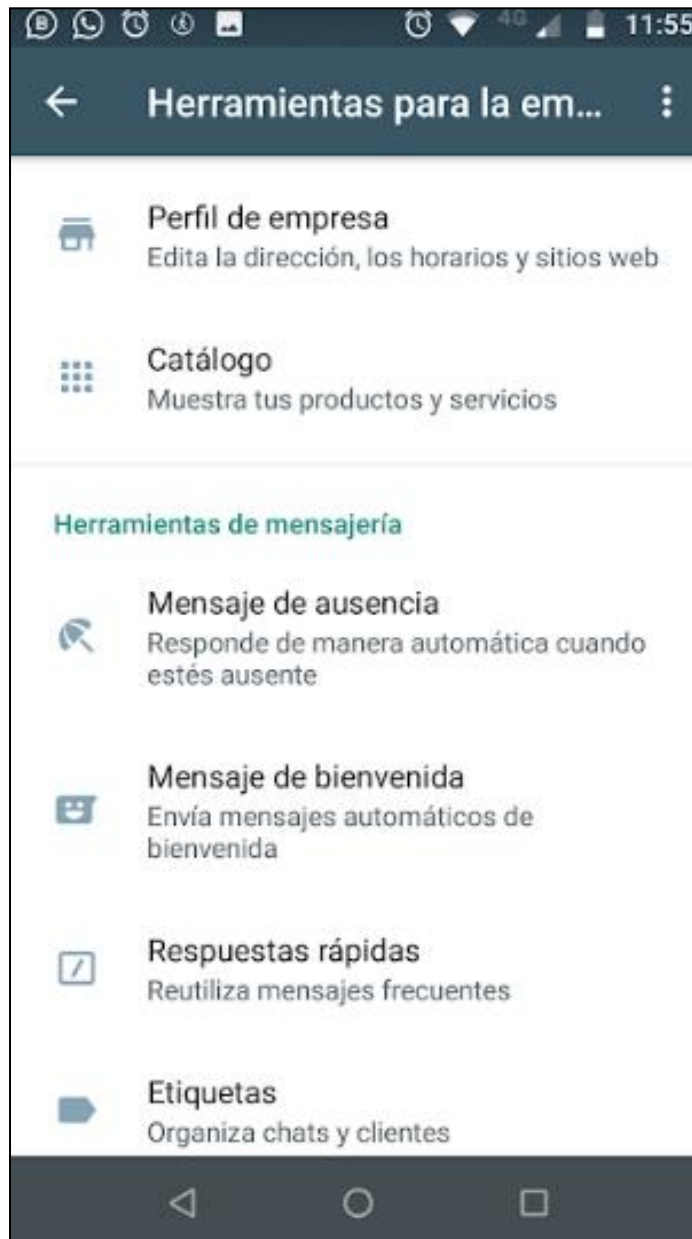 4G 11:55
Herramientas para la em...
Perfil de empresa
Edita la dirección, los horarios y sitios web
Catálogo
Muestra tus productos y servicios
Herramientas de mensajería
Mensaje de ausencia
Responde de manera automática cuando
estés ausente
Mensaje de bienvenida
Envía mensajes automáticos de
bienvenida
Respuestas rápidas
Reutiliza mensajes frecuentes
Etiquetas
Organiza chats y clientes